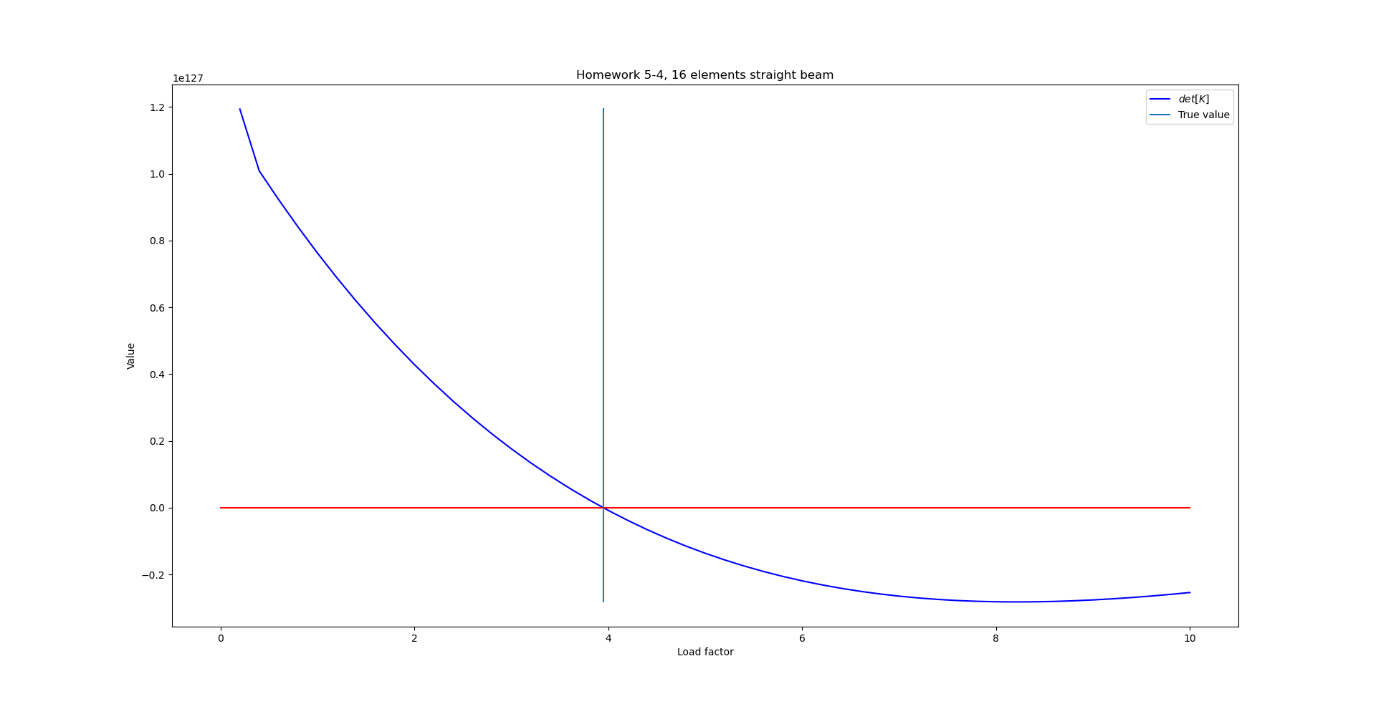 Homework 5-4, 16 elements straight beam
1e127
det[K]
True value
1.2
1.0
0.8
0.6
0.4
0.2
0.0
−0.2
Value
0
2
4
6
8
10
Load factor